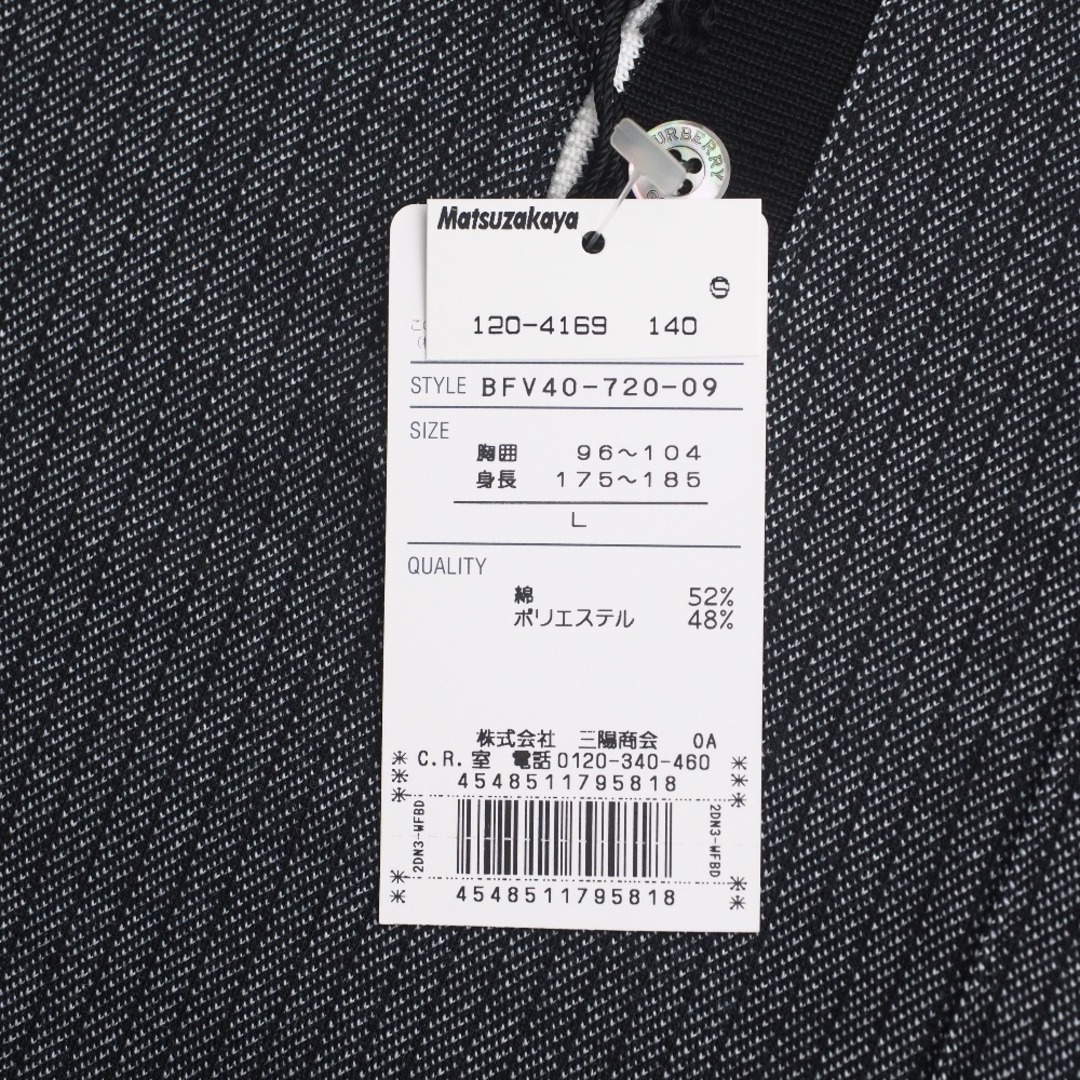 URBERRY
Matsuzakaya
S
120-4169 140
STYLE BFV40-720-09
SIZE
胸囲 96～104
身長 175～185
L
QUALITY
綿 52%
ポリエステル 48%
株式会社 三陽商会 0A
* C.R.室 電話0120-340-460 *
* 4548511795818 *
* *
2DN3-WFBD 2DN3-WFBD
* *
* 4548511795818 *